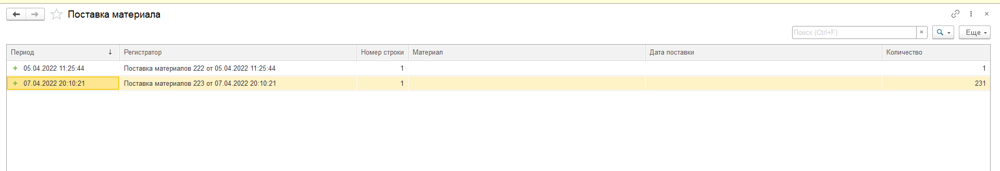 Поставка материала
Поиск (Ctrl+F)
Еще
Период Регистратор Номер строки Материал Дата поставки Количество
05.04.2022 11:25:44 Поставка материалов 222 от 05.04.2022 11:25:44 1 1
07.04.2022 20:10:21 Поставка материалов 223 от 07.04.2022 20:10:21 1 231